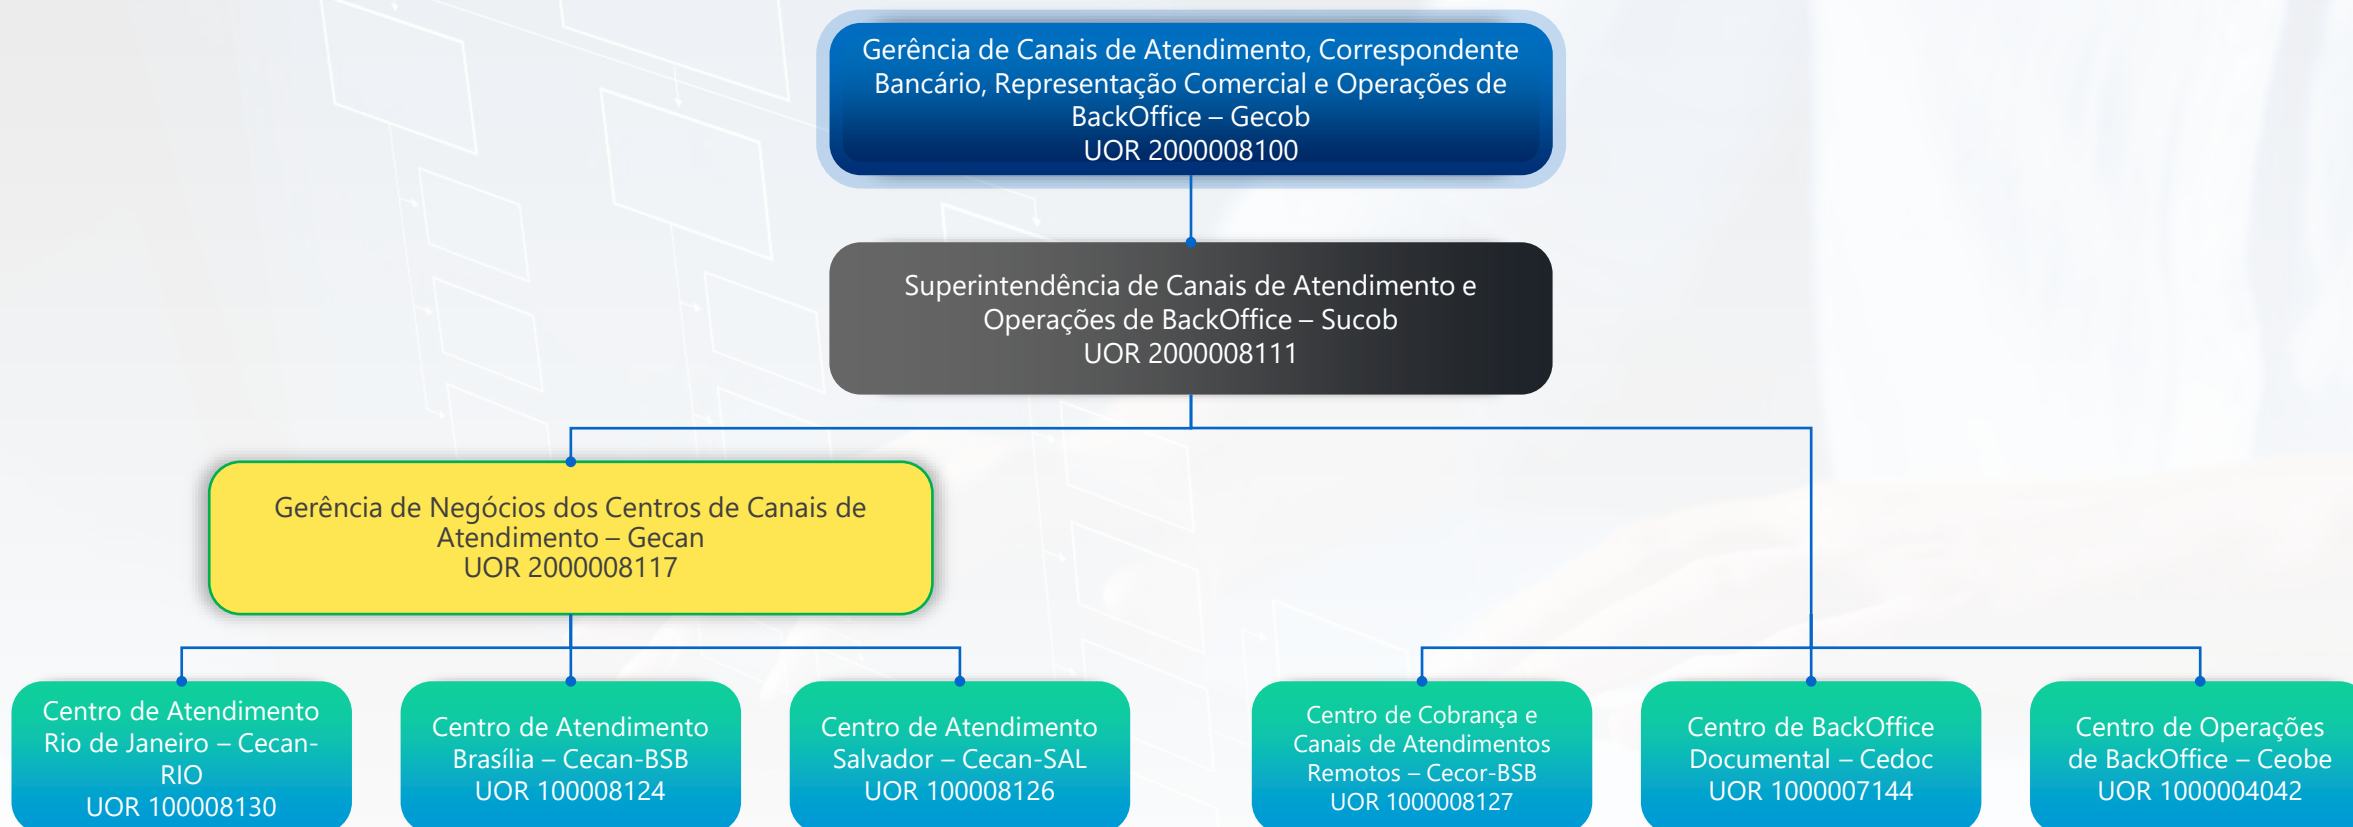 Gerência de Canais de Atendimento, Correspondente
Bancário, Representação Comercial e Operações de
BackOffice – Gecob
UOR 2000008100
Superintendência de Canais de Atendimento e
Operações de BackOffice – Sucob
UOR 2000008111
Gerência de Negócios dos Centros de Canais de
Atendimento – Gecan
UOR 2000008117
Centro de Atendimento
Rio de Janeiro – Cecan-
RIO
UOR 100008130
Centro de Atendimento
Brasília – Cecan-BSB
UOR 100008124
Centro de Atendimento
Salvador – Cecan-SAL
UOR 100008126
Centro de Cobrança e
Canais de Atendimentos
Remotos – Cecor-BSB
UOR 1000008127
Centro de BackOffice
Documental – Cedoc
UOR 1000007144
Centro de Operações
de BackOffice – Ceobe
UOR 1000004042